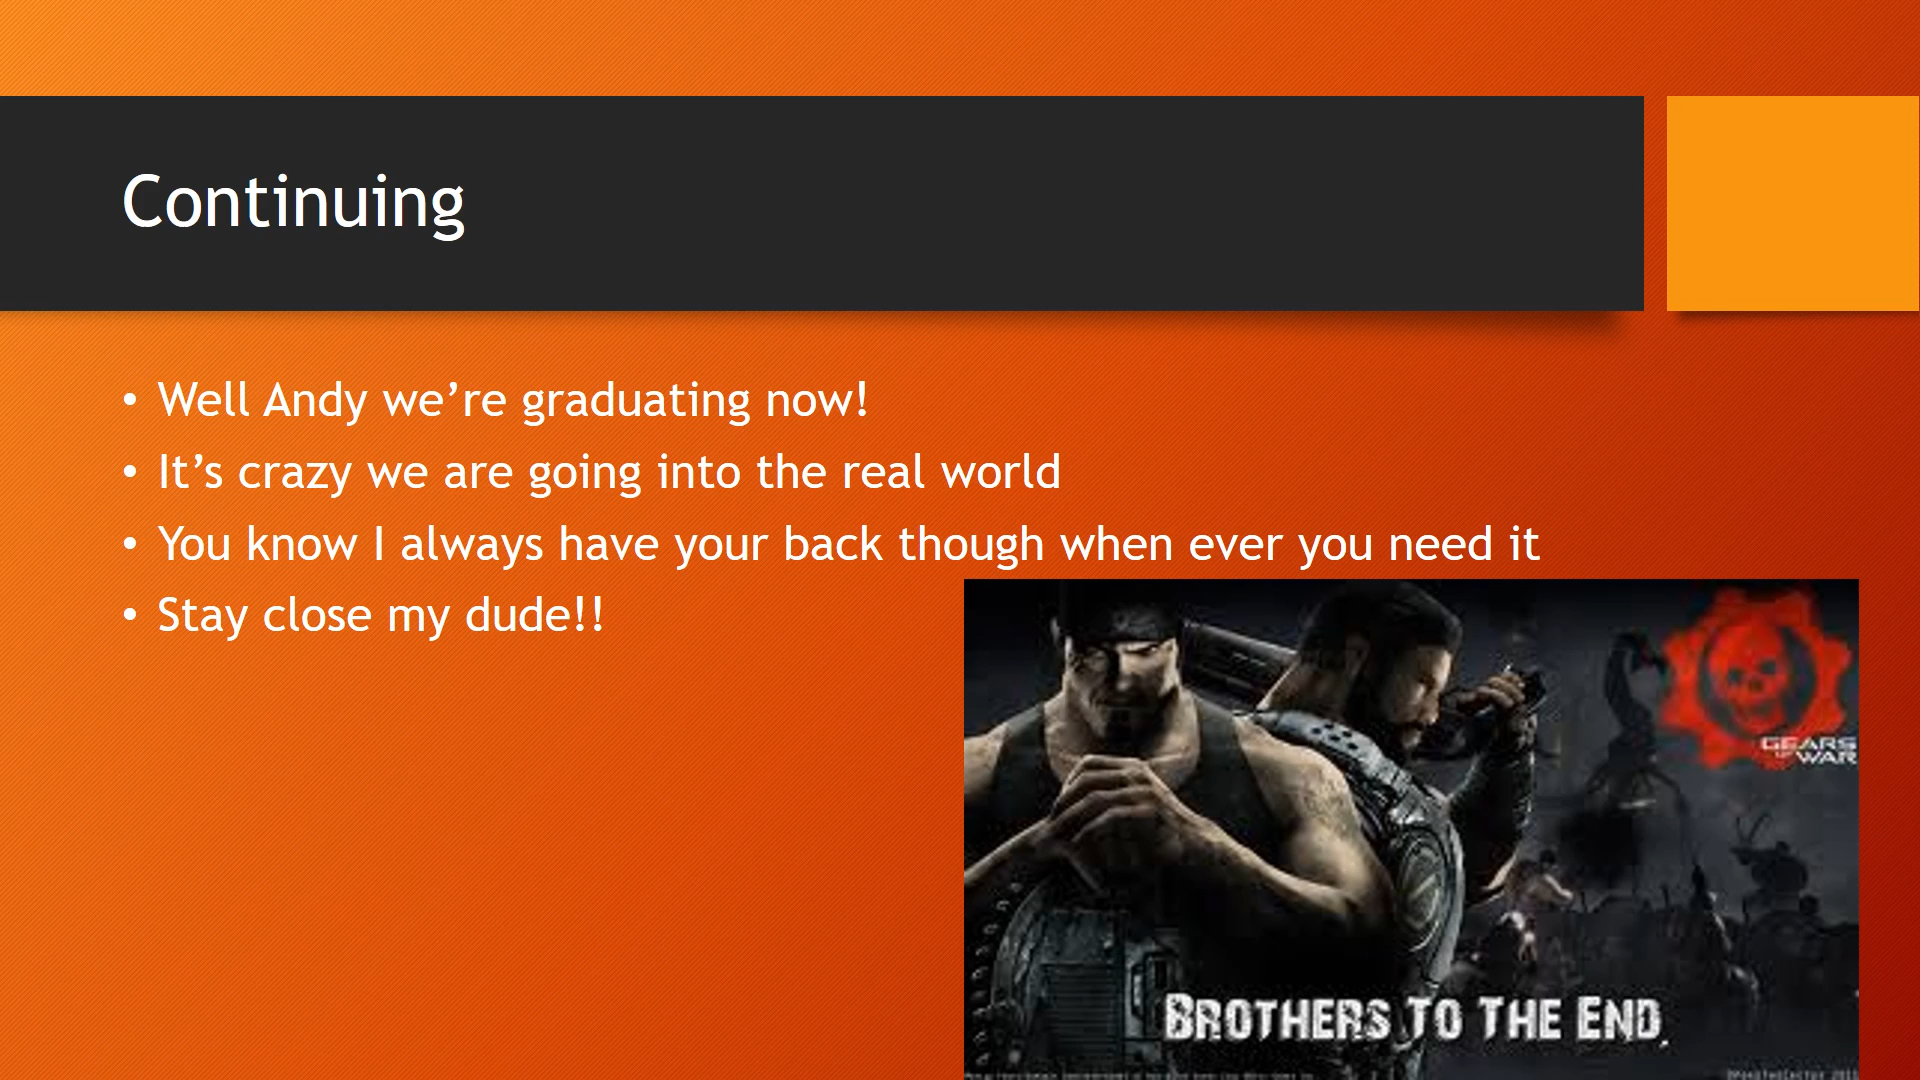 Continuing
• Well Andy we’re graduating now!
• It’s crazy we are going into the real world
• You know I always have your back though when ever you need it
• Stay close my dude!!
GEARS
OF WAR
BROTHERS TO THE END.